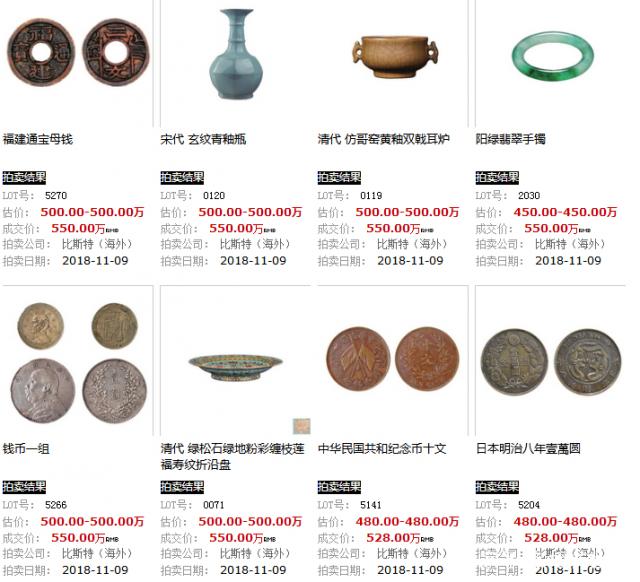 福建通宝母钱
宋代 玄纹青釉瓶
清代 仿哥窑黄釉双戟耳炉
阳绿翡翠手镯
拍卖结果
拍卖结果
拍卖结果
拍卖结果
LOT号： 5270
LOT号： 0120
LOT号： 0119
LOT号： 2030
估价： 500.00-500.00万
估价： 500.00-500.00万
估价： 500.00-500.00万
估价： 450.00-450.00万
成交价： 550.00万RMB
成交价： 550.00万RMB
成交价： 550.00万RMB
成交价： 550.00万RMB
拍卖公司： 比斯特（海外）
拍卖公司： 比斯特（海外）
拍卖公司： 比斯特（海外）
拍卖公司： 比斯特（海外）
拍卖日期： 2018-11-09
拍卖日期： 2018-11-09
拍卖日期： 2018-11-09
拍卖日期： 2018-11-09
钱币一组
清代 绿松石绿地粉彩缠枝莲
福寿纹折沿盘
中华民国共和纪念币十文
日本明治八年壹萬圆
拍卖结果
拍卖结果
拍卖结果
拍卖结果
LOT号： 5266
LOT号： 0071
LOT号： 5141
LOT号： 5204
估价： 500.00-500.00万
估价： 500.00-500.00万
估价： 480.00-480.00万
估价： 480.00-480.00万
成交价： 550.00万RMB
成交价： 550.00万RMB
成交价： 528.00万RMB
成交价： 528.00万RMB
拍卖公司： 比斯特（海外）
拍卖公司： 比斯特（海外）
拍卖公司： 比斯特（海外）
拍卖公司： 比斯特（海外）
拍卖日期： 2018-11-09
拍卖日期： 2018-11-09
拍卖日期： 2018-11-09
拍卖日期： 2018-11-09